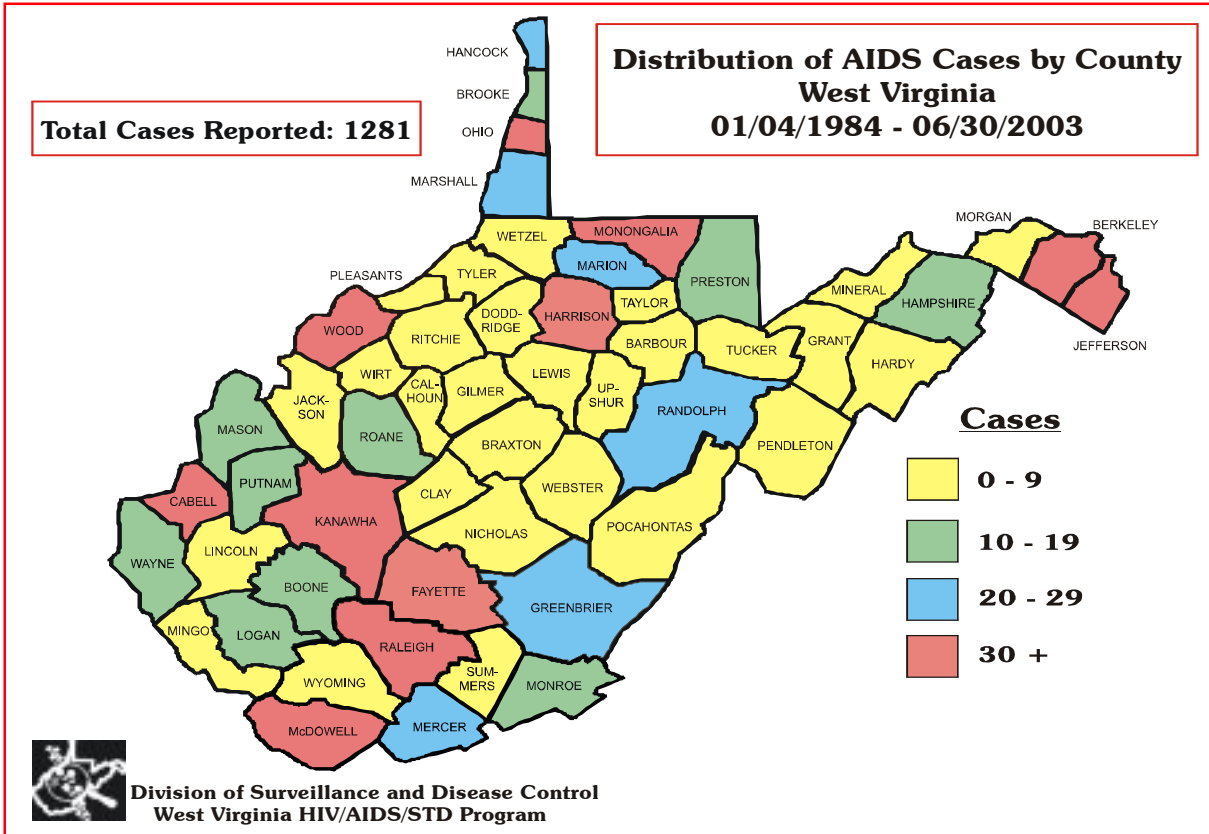 Distribution of AIDS Cases by County
West Virginia
01/04/1984 - 06/30/2003
Total Cases Reported: 1281
HANCOCK
BROOKE
OHIO
MARSHALL
WETZEL
MONONGALIA
MORGAN
BERKELEY
MARION
PLEASANTS
TYLER
PRESTON
MINERAL
HAMPSHIRE
WOOD
DODD-
RIDGE
HARRISON
TAYLOR
RITCHIE
BARBOUR
TUCKER
GRANT
HARDY
JEFFERSON
WIRT
CAL-
HOUN
GILMER
LEWIS
UP-
SHUR
JACK-
SON
RANDOLPH
MASON
ROANE
BRAXTON
PENDLETON
PUTNAM
CABELL
CLAY
WEBSTER
KANAWHA
POCAHONTAS
NICHOLAS
WAYNE
LINCOLN
BOONE
FAYETTE
GREENBRIER
MINGO
LOGAN
RALEIGH
SUM-
MERS
WYOMING
MONROE
McDOWELL
MERCER
Cases
0 - 9
10 - 19
20 - 29
30 +
Division of Surveillance and Disease Control
West Virginia HIV/AIDS/STD Program